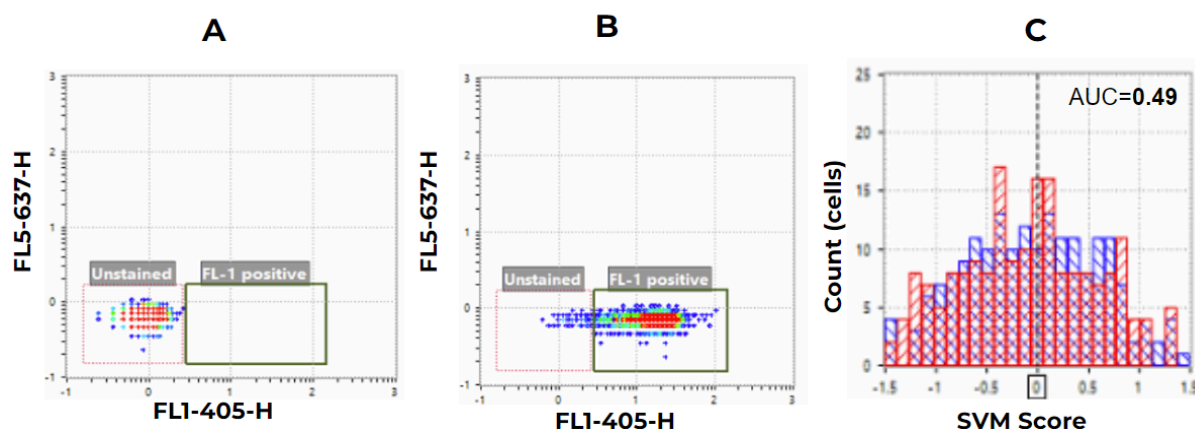 A
B
C
3
2
1
0
-1
FL5-637-H
Unstained
FL-1 positive
-1
0
1
2
3
FL1-405-H
3
2
1
0
-1
FL5-637-H
Unstained
FL-1 positive
-1
0
1
2
3
FL1-405-H
25
20
15
10
5
0
Count (cells)
AUC=0.49
-1.5
-1
-0.5
0
0.5
1
1.5
SVM Score